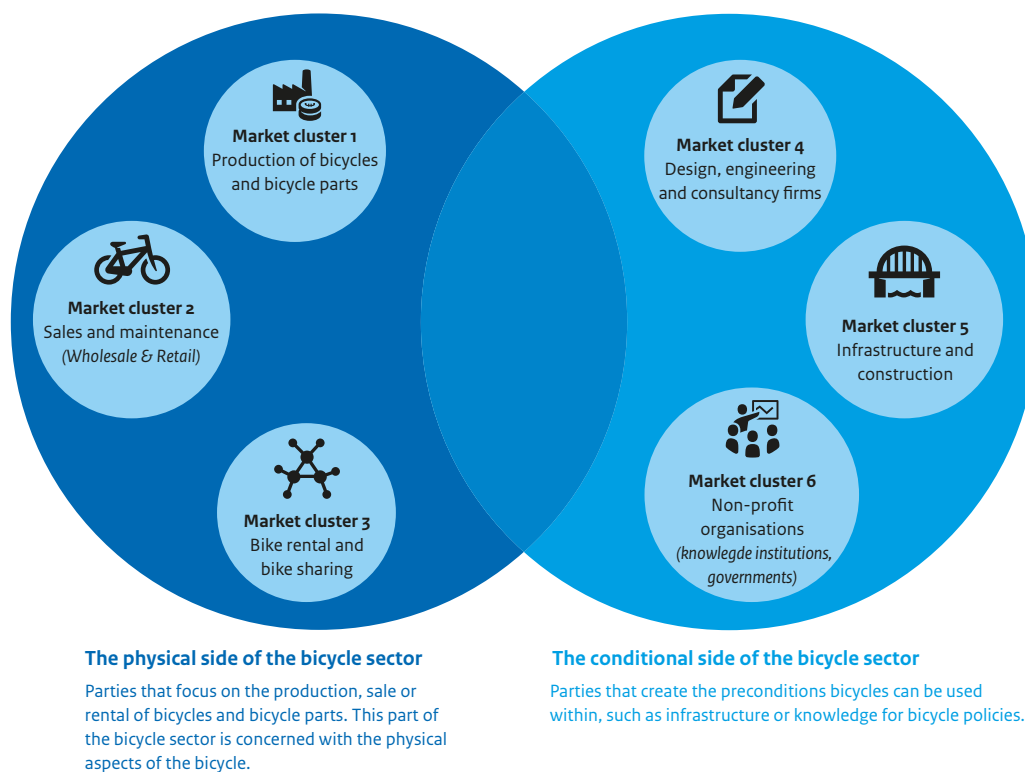 Market cluster 1
Production of bicycles
and bicycle parts
Market cluster 2
Sales and maintenance
(Wholesale & Retail)
Market cluster 3
Bike rental and
bike sharing
Market cluster 4
Design, engineering
and consultancy firms
Market cluster 5
Infrastructure and
construction
Market cluster 6
Non-profit
organisations
(knowlegde institutions,
governments)
The physical side of the bicycle sector
Parties that focus on the production, sale or
rental of bicycles and bicycle parts. This part of
the bicycle sector is concerned with the physical
aspects of the bicycle.
The conditional side of the bicycle sector
Parties that create the preconditions bicycles can be used
within, such as infrastructure or knowledge for bicycle policies.